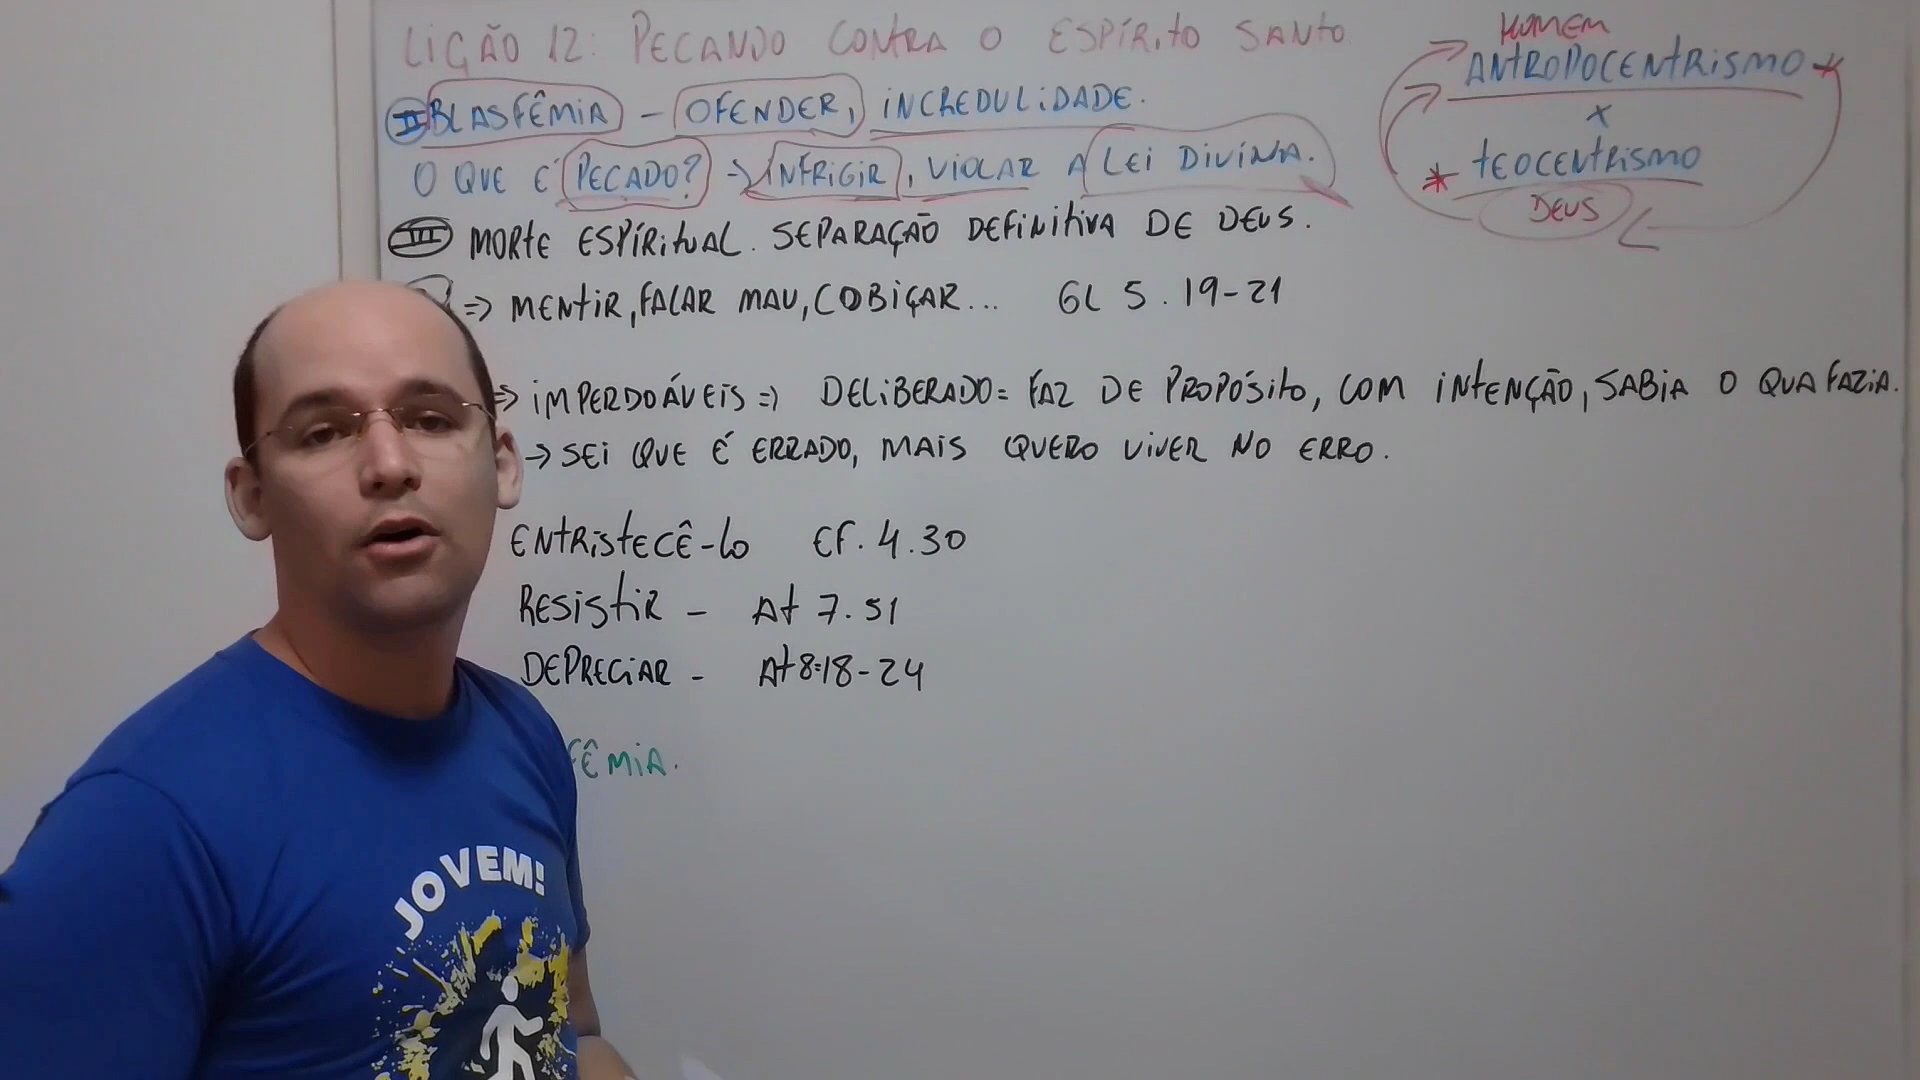 LIÇÃO 12: PECANDO CONTRA O ESPÍRITO SANTO
II BLASFÊMIA - OFENDER, INCREDULIDADE.
O QUE É PECADO? → INFRIGIR, VIOLAR A LEI DIVINA.
III MORTE ESPÍRITUAL. SEPARAÇÃO DEFINITIVA DE DEUS.
⇒ MENTIR, FALAR MAU, COBIÇAR... GL 5.19-21
⇒ IMPERDOÁVEIS ⇒ DELIBERADO = FAZ DE PROPÓSITO, COM INTENÇÃO, SABIA O QUA FAZIA.
→ SEI QUE É ERRADO, MAIS QUERO VIVER NO ERRO.
ENTRISTECÊ-LO EF. 4.30
RESISTIR - At 7.51
DEPRECIAR - At 8:18-24
FÊMIA.
HOMEM
ANTROPOCENTRISMO
X
* TEOCENTRISMO
DEUS
JOVEM!